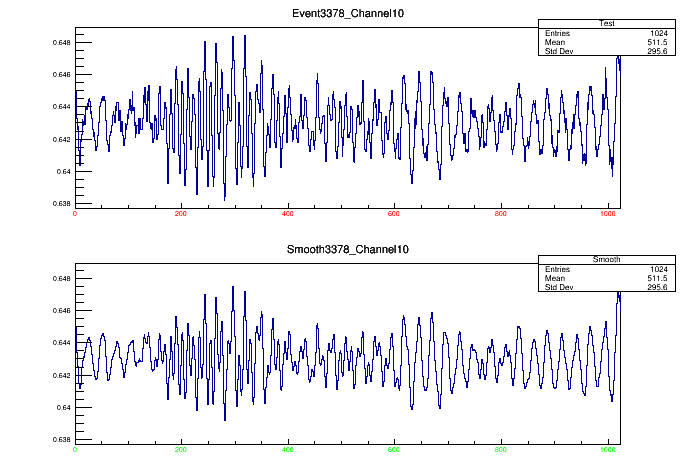 Event3378_Channel10
Test
Entries 1024
Mean 511.5
Std Dev 295.6
0.648
0.646
0.644
0.642
0.64
0.638
0 200 400 600 800 1000
Smooth3378_Channel10
Smooth
Entries 1024
Mean 511.5
Std Dev 295.6
0.648
0.646
0.644
0.642
0.64
0.638
0 200 400 600 800 1000